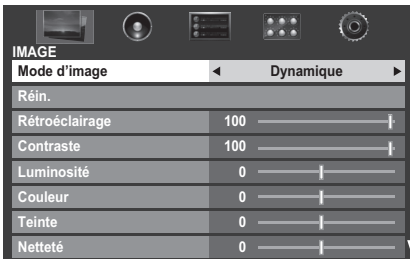 IMAGE
Mode d'image Dynamique
Réin.
Rétroéclairage 100
Contraste 100
Luminosité 0
Couleur 0
Teinte 0
Netteté 0